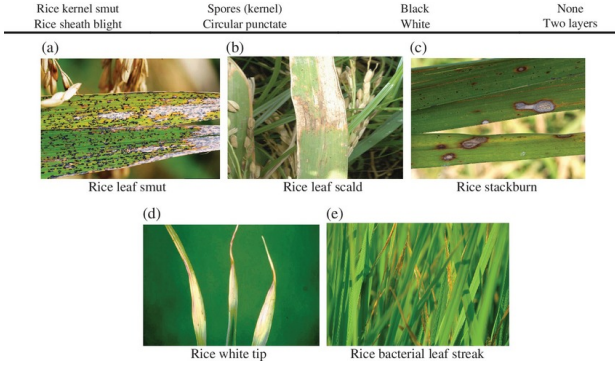 Rice kernel smut Spores (kernel) Black None
Rice sheath blight Circular punctate White Two layers
(a) (b) (c)
Rice leaf smut Rice leaf scald Rice stackburn
(d) (e)
Rice white tip Rice bacterial leaf streak